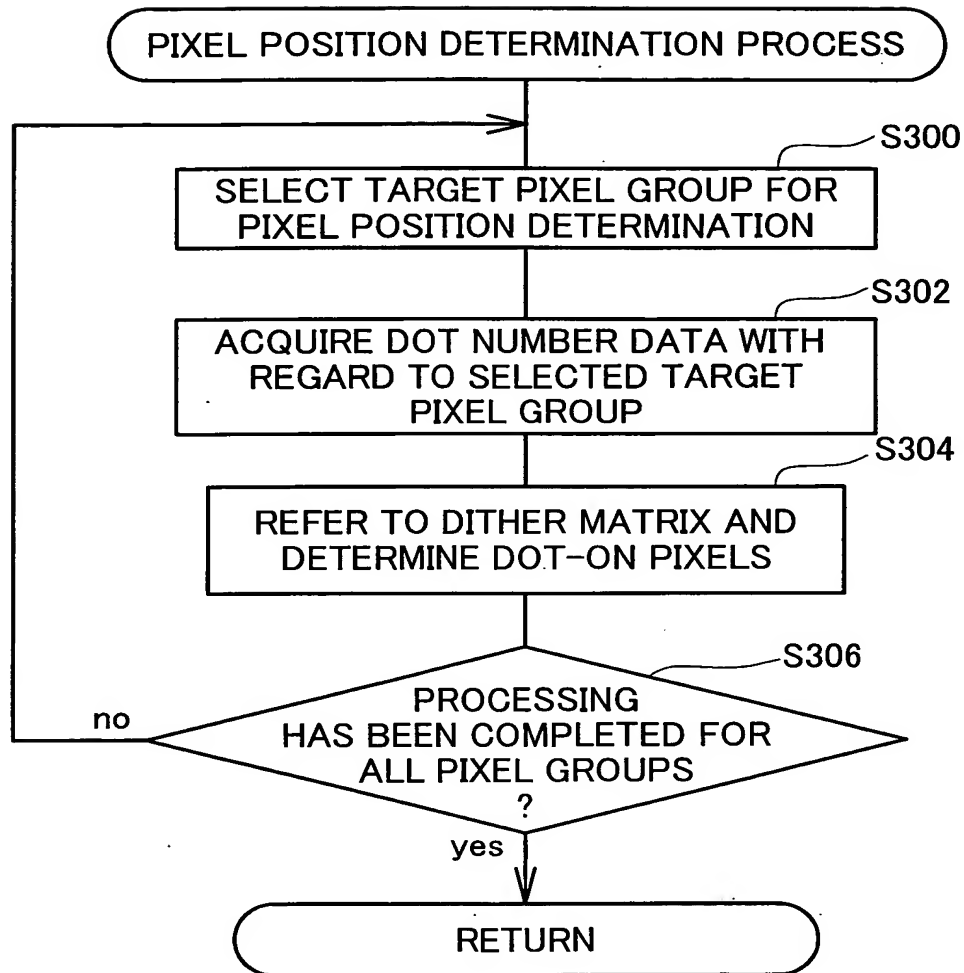 PIXEL POSITION DETERMINATION PROCESS
S300
SELECT TARGET PIXEL GROUP FOR
PIXEL POSITION DETERMINATION
S302
ACQUIRE DOT NUMBER DATA WITH
REGARD TO SELECTED TARGET
PIXEL GROUP
S304
REFER TO DITHER MATRIX AND
DETERMINE DOT-ON PIXELS
S306
PROCESSING
HAS BEEN COMPLETED FOR
ALL PIXEL GROUPS
?
no
yes
RETURN